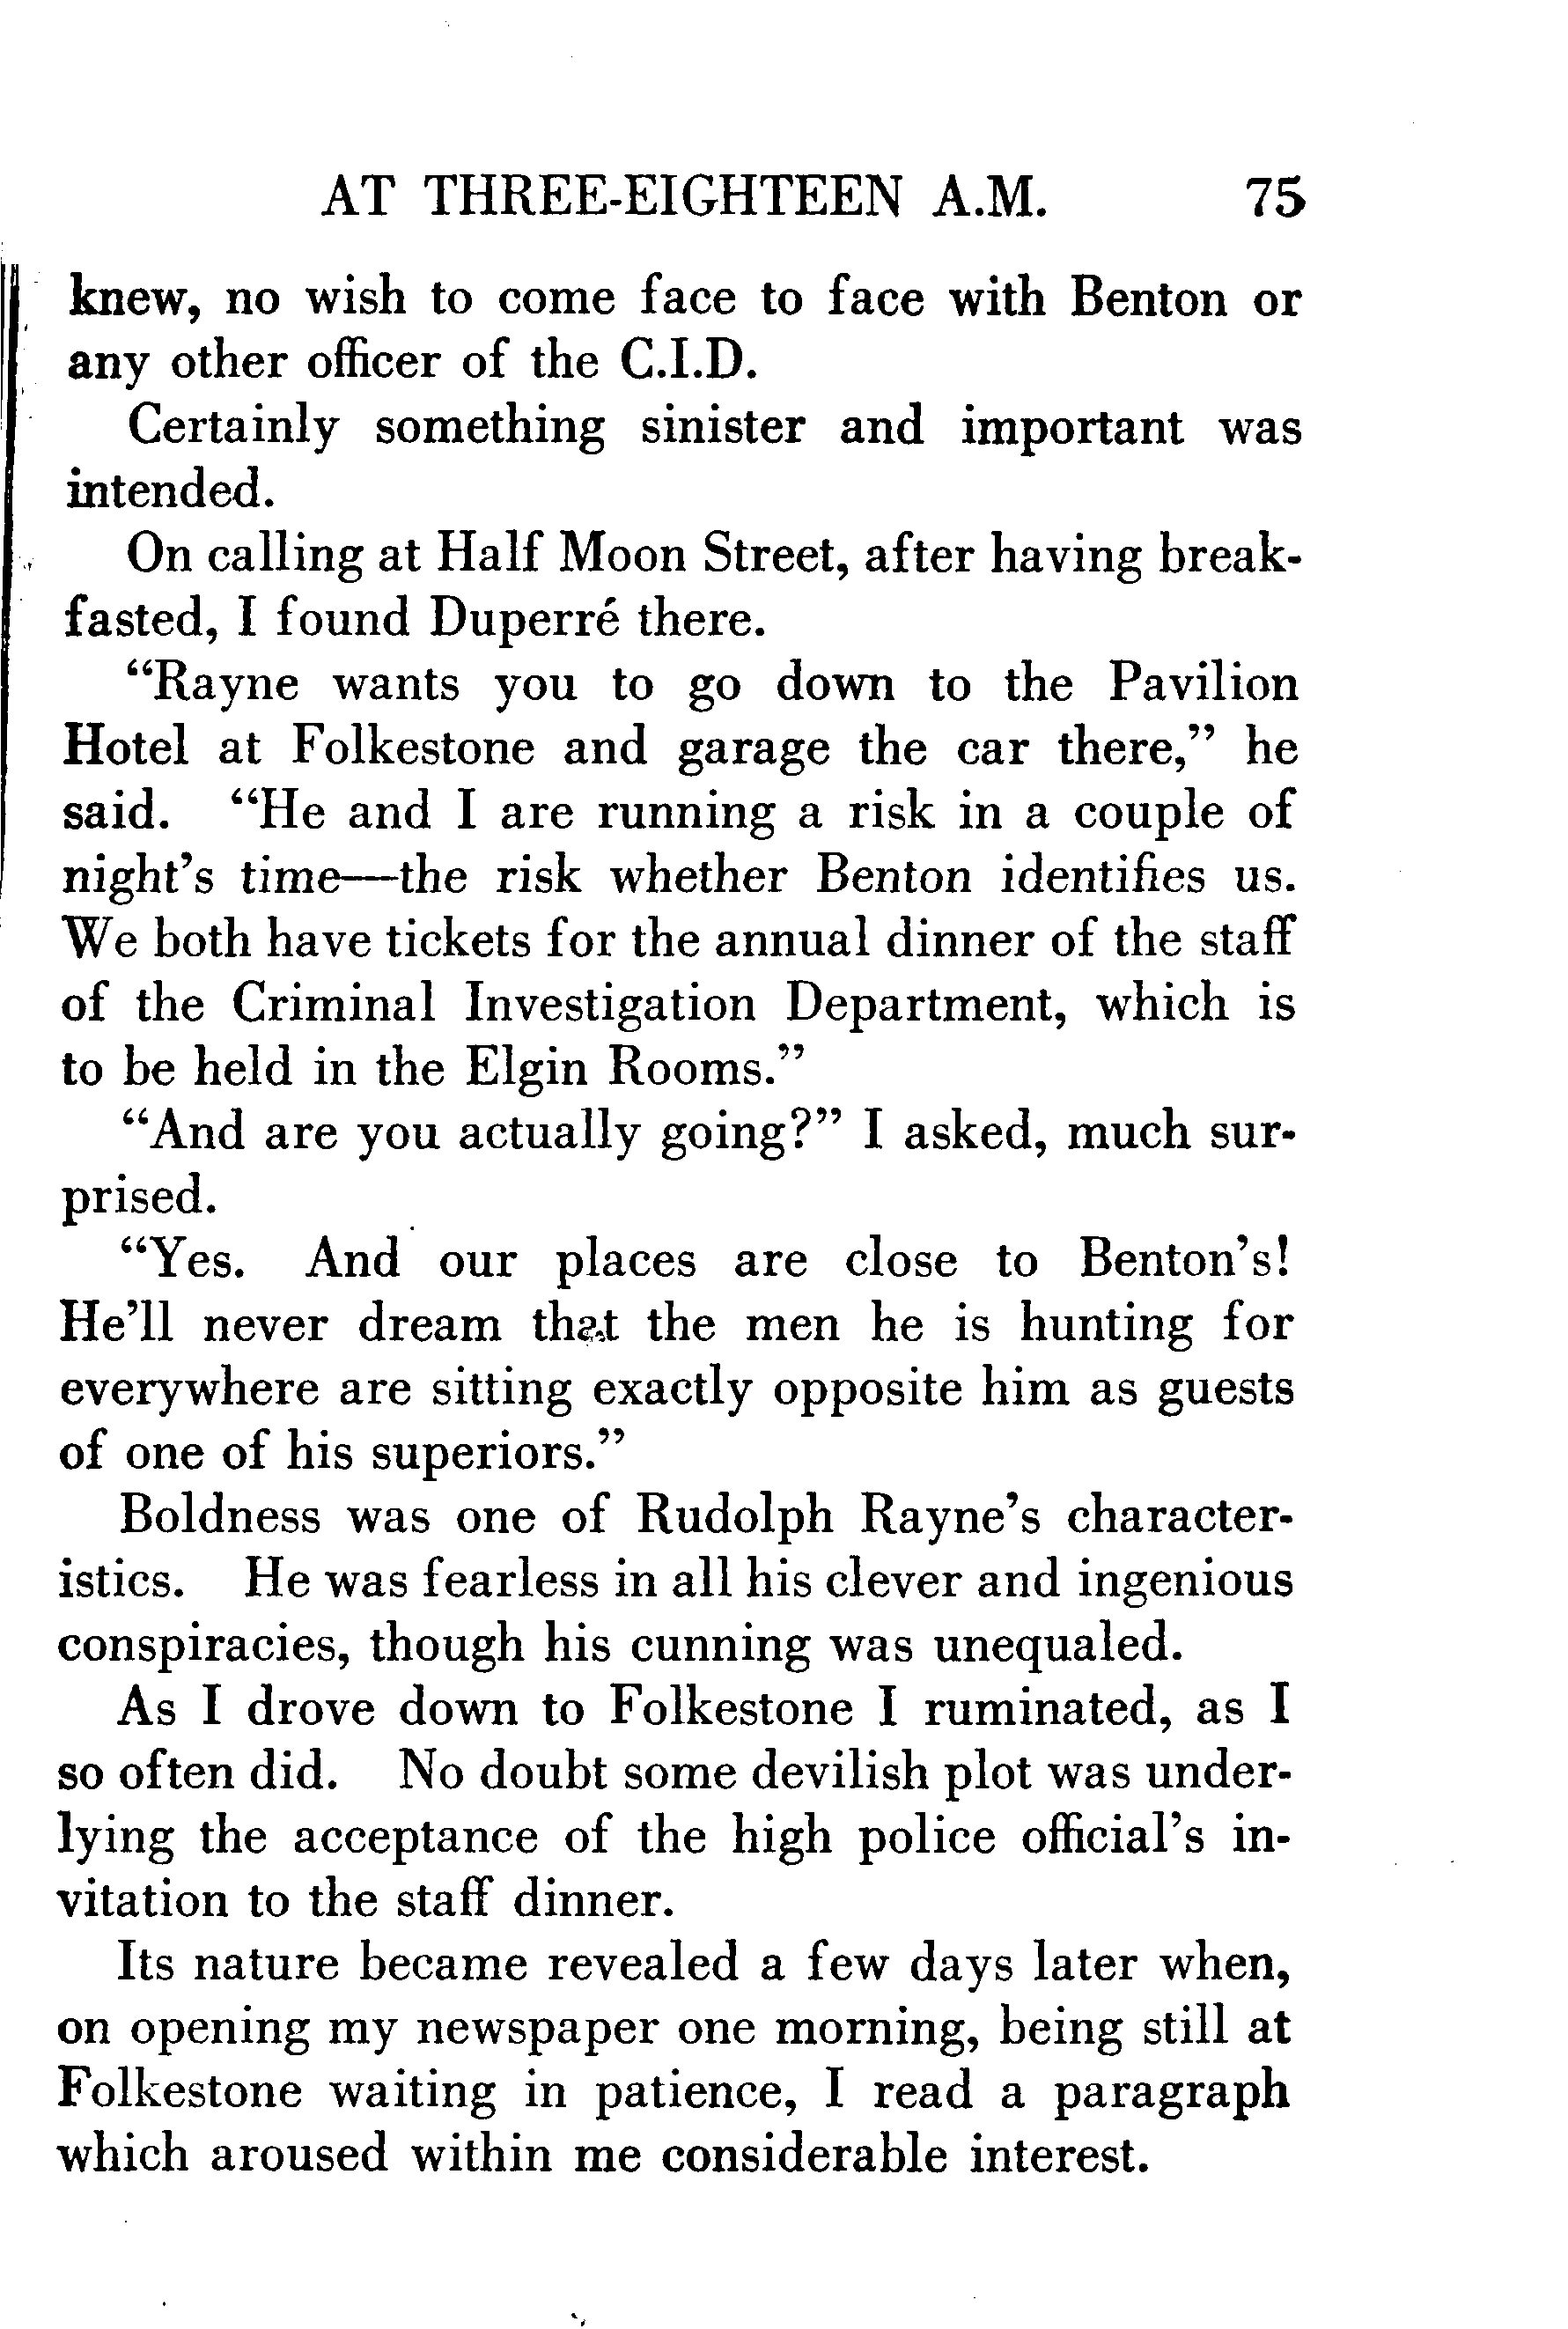 AT THREE-EIGHTEEN A.M. 75
knew, no wish to come face to face with Benton or
any other officer of the C.I.D.
Certainly something sinister and important was
intended.
On calling at Half Moon Street, after having break-
fasted, I found Duperré there.
“Rayne wants you to go down to the Pavilion
Hotel at Folkestone and garage the car there,” he
said. “He and I are running a risk in a couple of
night’s time—the risk whether Benton identifies us.
We both have tickets for the annual dinner of the staff
of the Criminal Investigation Department, which is
to be held in the Elgin Rooms.”
“And are you actually going?” I asked, much sur-
prised.
“Yes. And our places are close to Benton’s!
He’ll never dream that the men he is hunting for
everywhere are sitting exactly opposite him as guests
of one of his superiors.”
Boldness was one of Rudolph Rayne’s character-
istics. He was fearless in all his clever and ingenious
conspiracies, though his cunning was unequaled.
As I drove down to Folkestone I ruminated, as I
so often did. No doubt some devilish plot was under-
lying the acceptance of the high police official’s in-
vitation to the staff dinner.
Its nature became revealed a few days later when,
on opening my newspaper one morning, being still at
Folkestone waiting in patience, I read a paragraph
which aroused within me considerable interest.